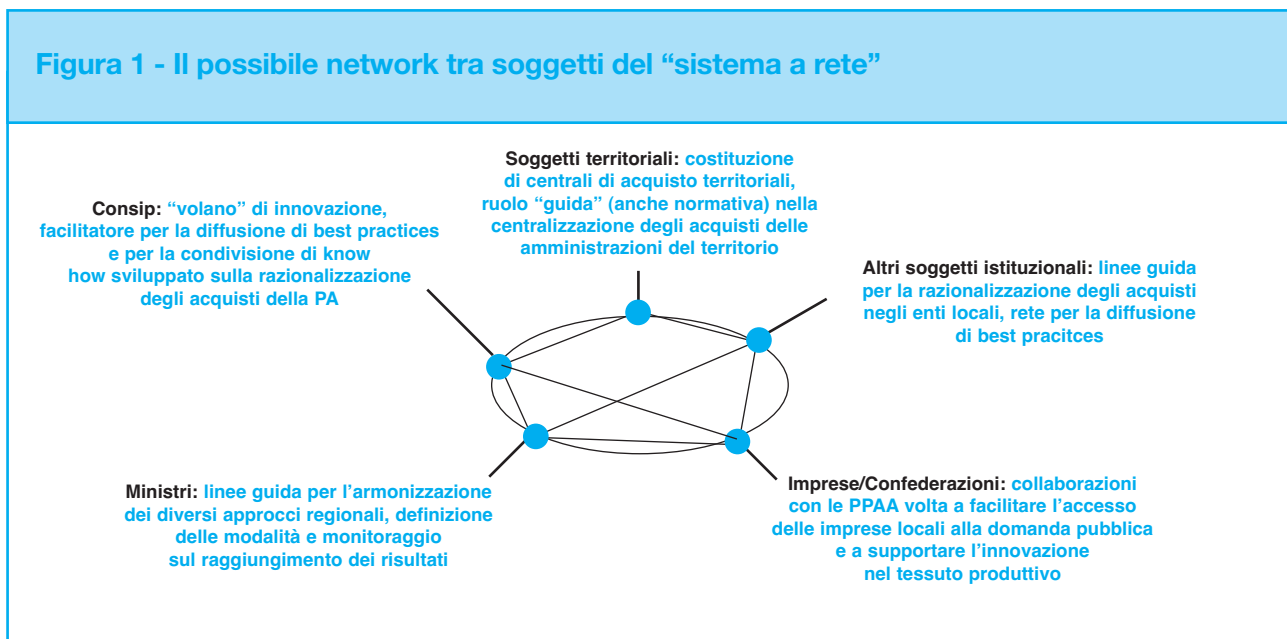 Figura 1 - Il possibile network tra soggetti del “sistema a rete”
Soggetti territoriali: costituzione
di centrali di acquisto territoriali,
ruolo “guida” (anche normativa) nella
centralizzazione degli acquisti delle
amministrazioni del territorio
Consip: “volano” di innovazione,
facilitatore per la diffusione di best practices
e per la condivisione di know
how sviluppato sulla razionalizzazione
degli acquisti della PA
Altri soggetti istituzionali: linee guida
per la razionalizzazione degli acquisti
negli enti locali, rete per la diffusione
di best pracitces
Ministri: linee guida per l’armonizzazione
dei diversi approcci regionali, definizione
delle modalità e monitoraggio
sul raggiungimento dei risultati
Imprese/Confederazioni: collaborazioni
con le PPAA volta a facilitare l’accesso
delle imprese locali alla domanda pubblica
e a supportare l’innovazione
nel tessuto produttivo